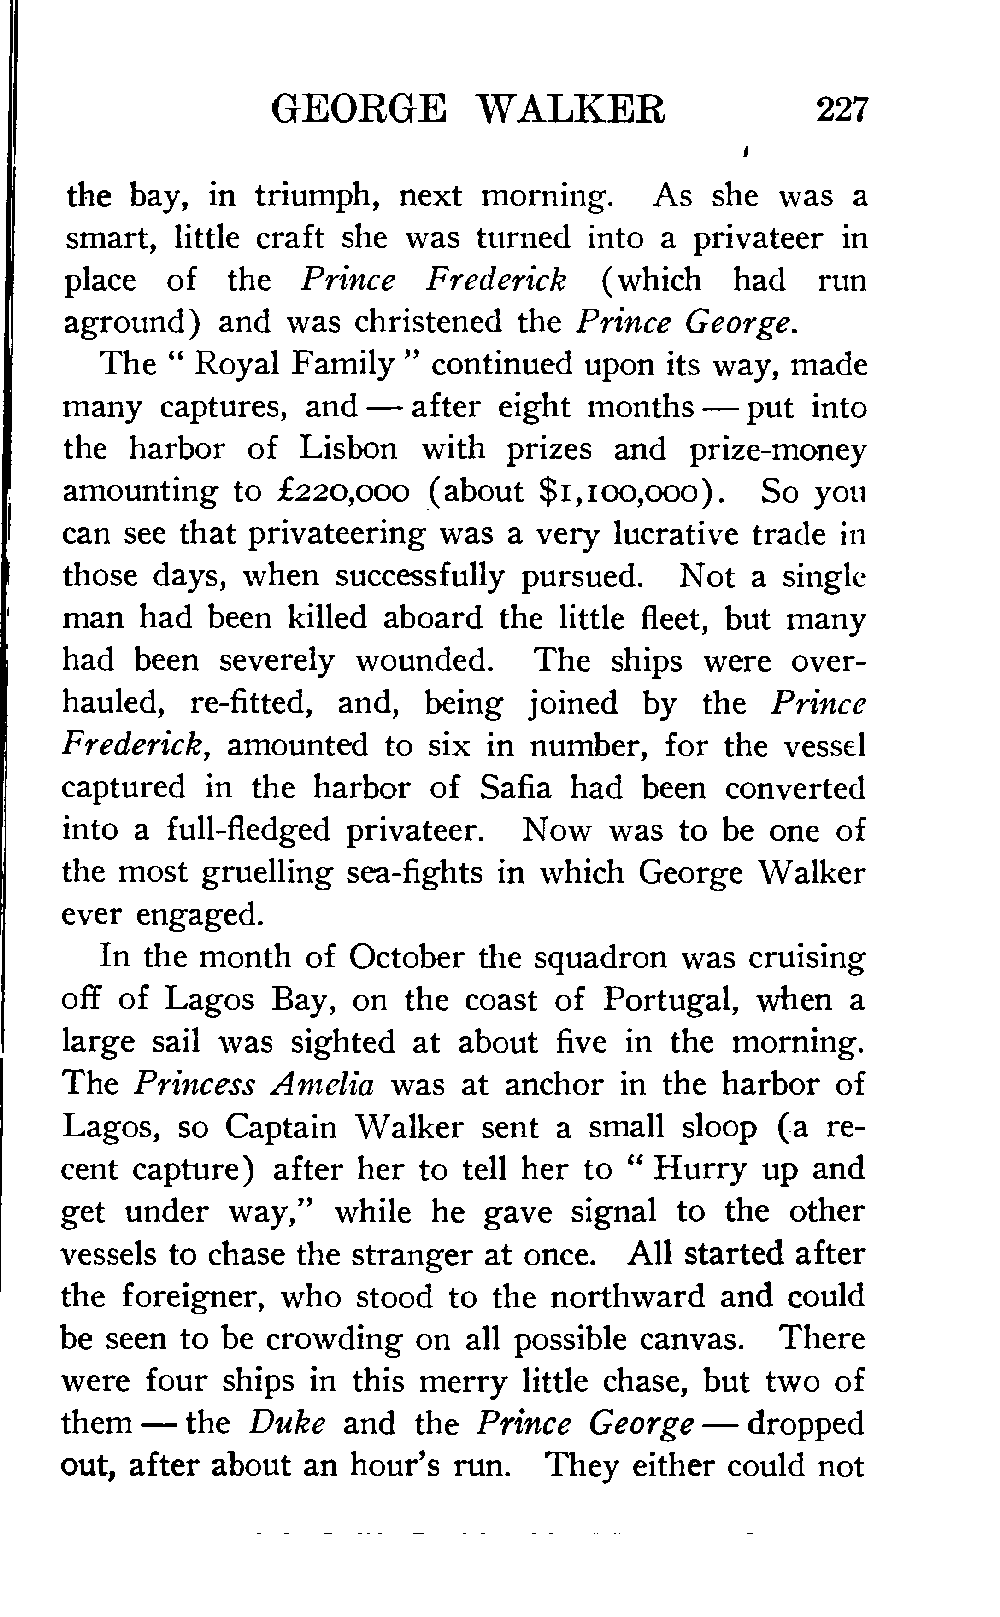 GEORGE WALKER 227
the bay, in triumph, next morning. As she was a
smart, little craft she was turned into a privateer in
place of the Prince Frederick (which had run
aground) and was christened the Prince George.
The “ Royal Family ” continued upon its way, made
many captures, and — after eight months — put into
the harbor of Lisbon with prizes and prize-money
amounting to £220,000 (about $1,100,000). So you
can see that privateering was a very lucrative trade in
those days, when successfully pursued. Not a single
man had been killed aboard the little fleet, but many
had been severely wounded. The ships were over-
hauled, re-fitted, and, being joined by the Prince
Frederick, amounted to six in number, for the vessel
captured in the harbor of Safia had been converted
into a full-fledged privateer. Now was to be one of
the most gruelling sea-fights in which George Walker
ever engaged.
In the month of October the squadron was cruising
off of Lagos Bay, on the coast of Portugal, when a
large sail was sighted at about five in the morning.
The Princess Amelia was at anchor in the harbor of
Lagos, so Captain Walker sent a small sloop (a re-
cent capture) after her to tell her to “ Hurry up and
get under way,” while he gave signal to the other
vessels to chase the stranger at once. All started after
the foreigner, who stood to the northward and could
be seen to be crowding on all possible canvas. There
were four ships in this merry little chase, but two of
them — the Duke and the Prince George — dropped
out, after about an hour’s run. They either could not